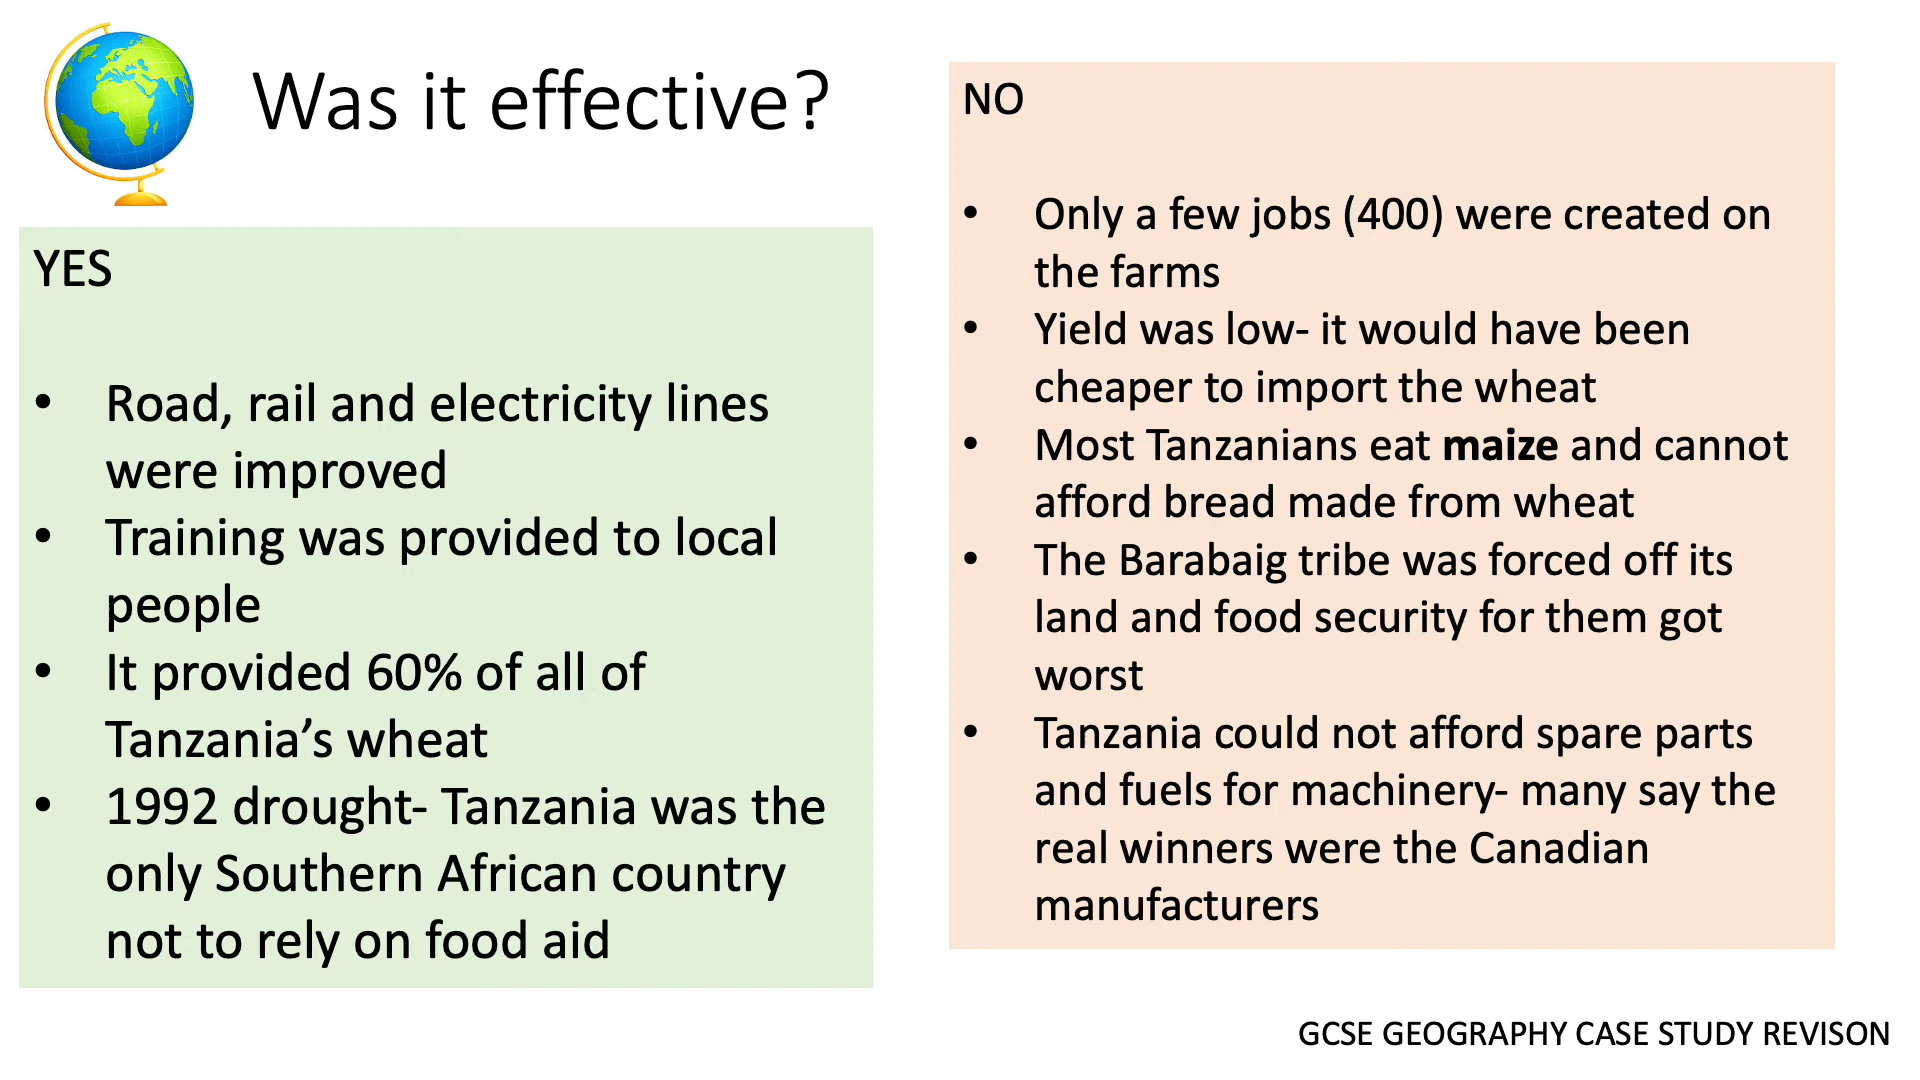 Was it effective?
YES
• Road, rail and electricity lines
were improved
• Training was provided to local
people
• It provided 60% of all of
Tanzania’s wheat
• 1992 drought- Tanzania was the
only Southern African country
not to rely on food aid
NO
• Only a few jobs (400) were created on
the farms
• Yield was low- it would have been
cheaper to import the wheat
• Most Tanzanians eat maize and cannot
afford bread made from wheat
• The Barabaig tribe was forced off its
land and food security for them got
worst
• Tanzania could not afford spare parts
and fuels for machinery- many say the
real winners were the Canadian
manufacturers
GCSE GEOGRAPHY CASE STUDY REVISON